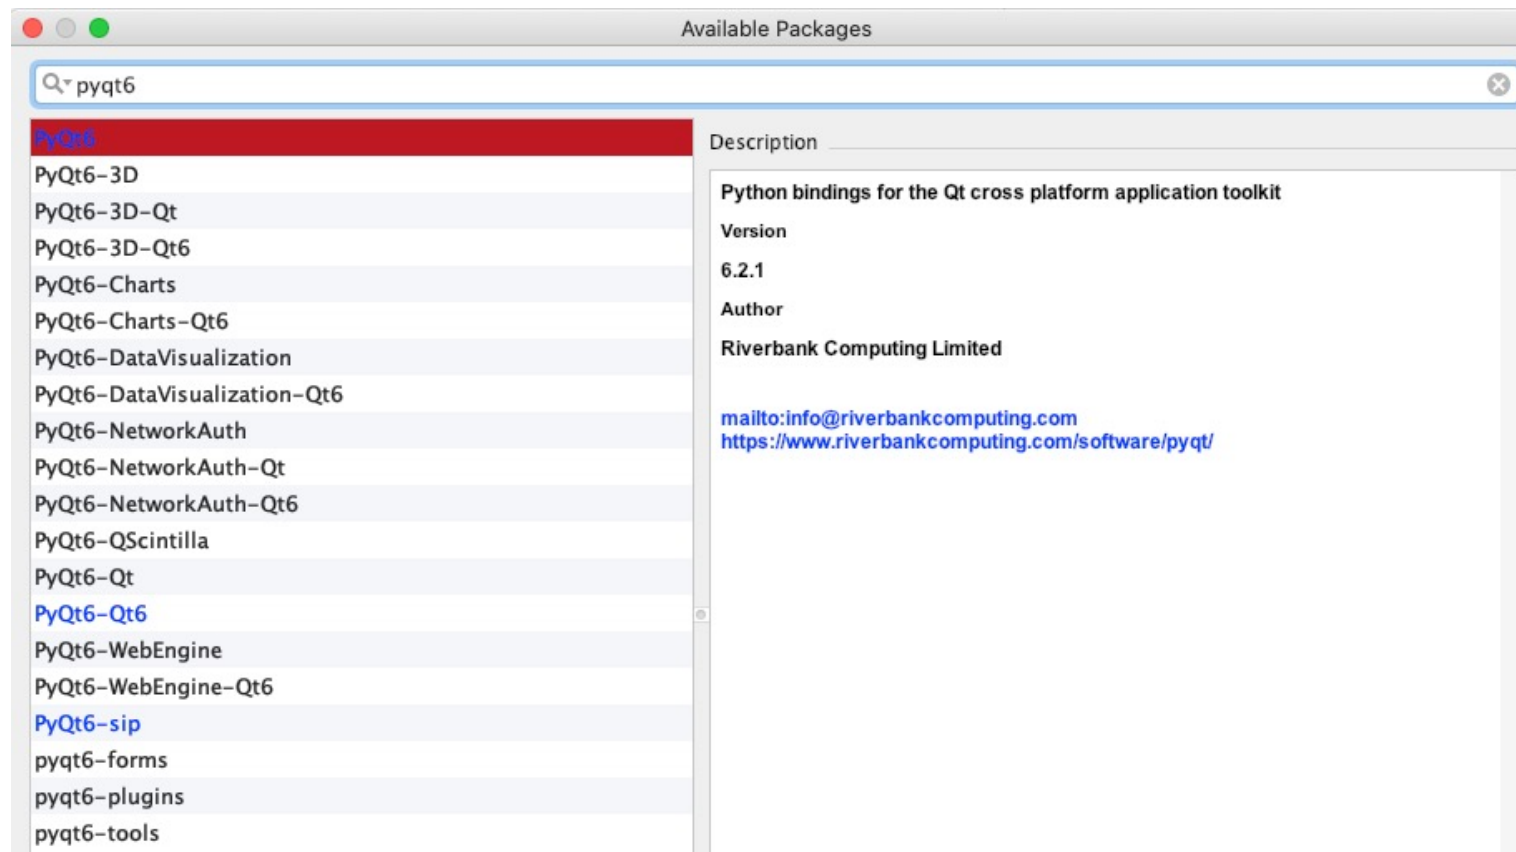 Available Packages
pyqt6
PyQt6
PyQt6-3D
PyQt6-3D-Qt
PyQt6-3D-Qt6
PyQt6-Charts
PyQt6-Charts-Qt6
PyQt6-DataVisualization
PyQt6-DataVisualization-Qt6
PyQt6-NetworkAuth
PyQt6-NetworkAuth-Qt
PyQt6-NetworkAuth-Qt6
PyQt6-QScintilla
PyQt6-Qt
PyQt6-Qt6
PyQt6-WebEngine
PyQt6-WebEngine-Qt6
PyQt6-sip
pyqt6-forms
pyqt6-plugins
pyqt6-tools
Description
Python bindings for the Qt cross platform application toolkit
Version
6.2.1
Author
Riverbank Computing Limited
mailto:info@riverbankcomputing.com
https://www.riverbankcomputing.com/software/pyqt/